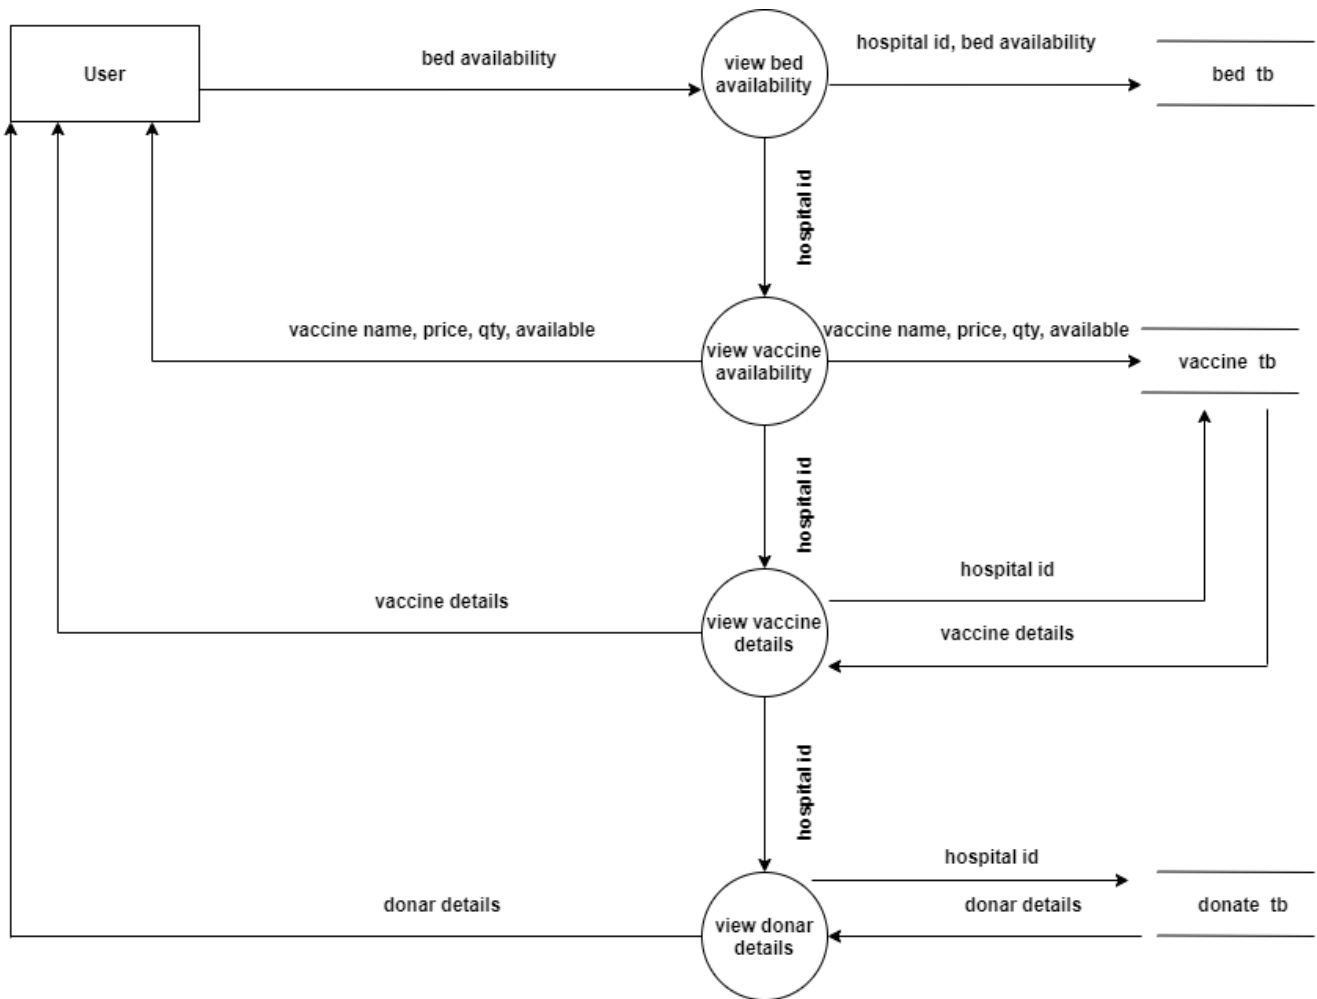 User
bed availability
view bed
availability
hospital id, bed availability
bed tb
hospital id
vaccine name, price, qty, available
view vaccine
availability
vaccine name, price, qty, available
vaccine tb
hospital id
hospital id
vaccine details
view vaccine
details
vaccine details
hospital id
hospital id
donar details
view donar
details
donar details
donate tb